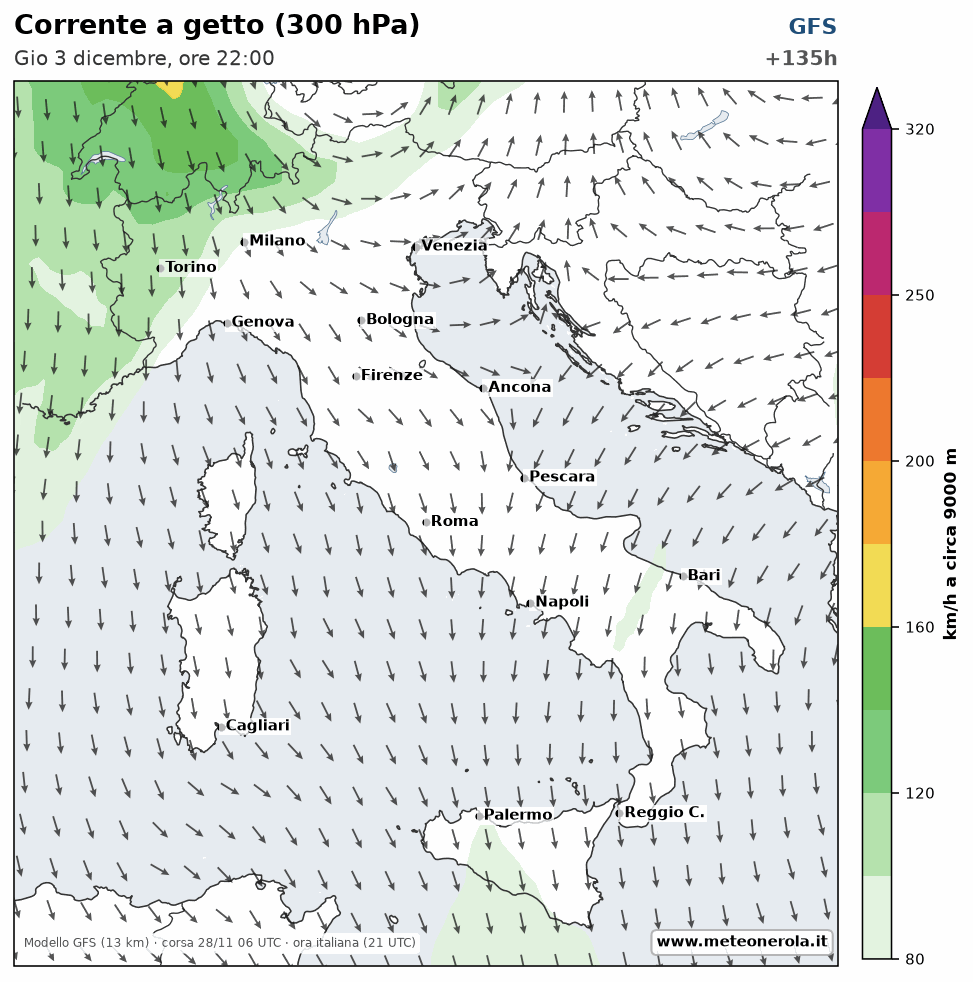 Corrente a getto (300 hPa)
GFS
Gio 3 dicembre, ore 22:00
+135h
Milano
Venezia
Torino
Genova
Bologna
Firenze
Ancona
Pescara
Roma
Bari
Napoli
Cagliari
Palermo
Reggio C.
320
250
200
160
120
80
km/h a circa 9000 m
Modello GFS (13 km) · corsa 28/11 06 UTC · ora italiana (21 UTC)
www.meteonerola.it